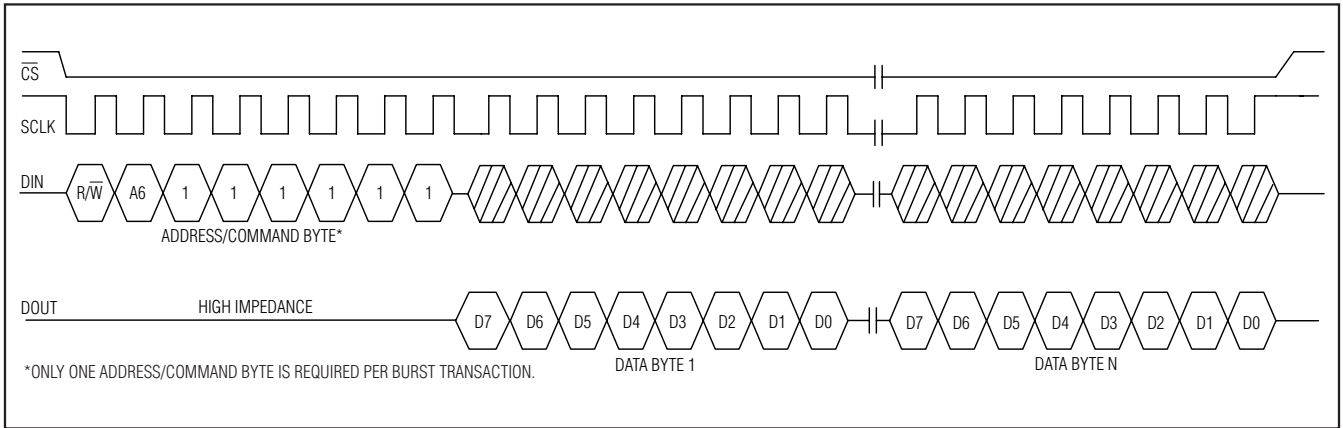 C̅S̅
SCLK
DIN R/W̅ A6 1 1 1 1 1 1
ADDRESS/COMMAND BYTE*
DOUT HIGH IMPEDANCE D7 D6 D5 D4 D3 D2 D1 D0 D7 D6 D5 D4 D3 D2 D1 D0
DATA BYTE 1 DATA BYTE N
*ONLY ONE ADDRESS/COMMAND BYTE IS REQUIRED PER BURST TRANSACTION.